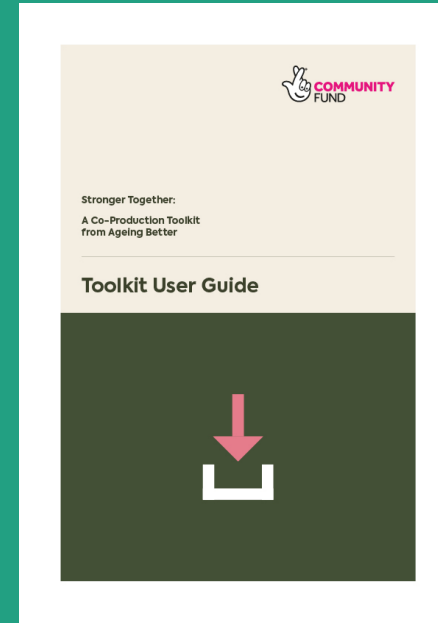 COMMUNITY
FUND
Stronger Together:
A Co-Production Toolkit
from Ageing Better
Toolkit User Guide